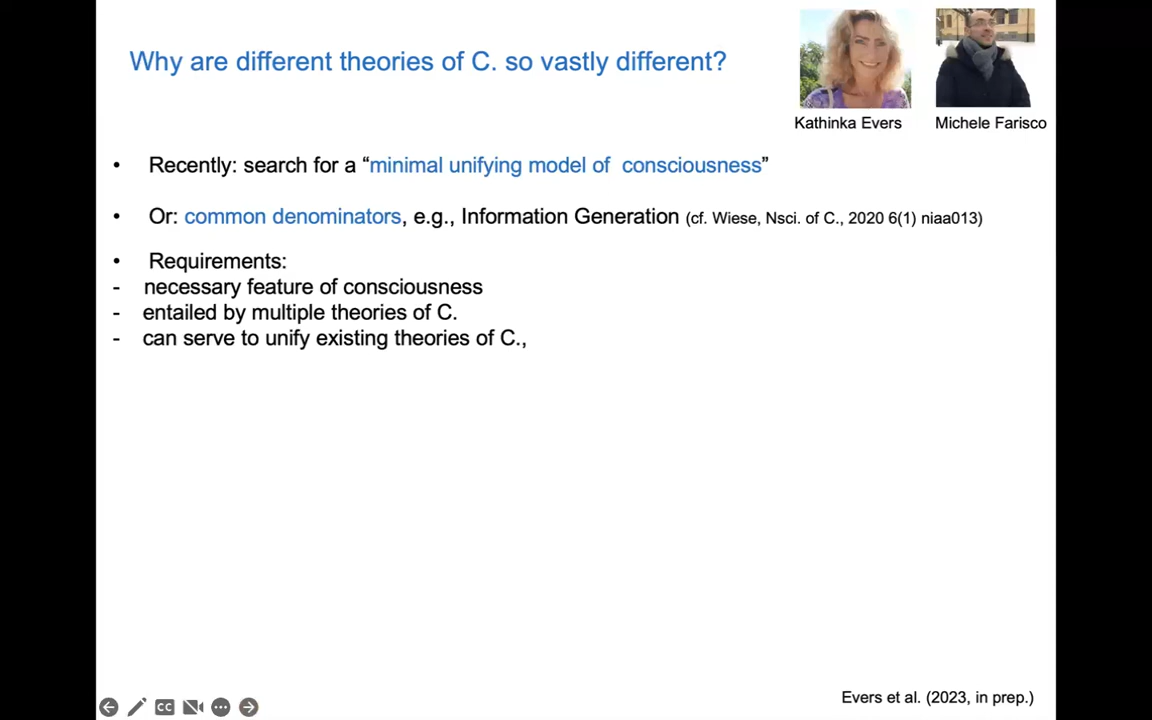 Why are different theories of C. so vastly different?
Kathinka Evers
Michele Farisco
• Recently: search for a “minimal unifying model of consciousness”
• Or: common denominators, e.g., Information Generation (cf. Wiese, Nsci. of C., 2020 6(1) niaa013)
• Requirements:
- necessary feature of consciousness
- entailed by multiple theories of C.
- can serve to unify existing theories of C.,
CC
Evers et al. (2023, in prep.)